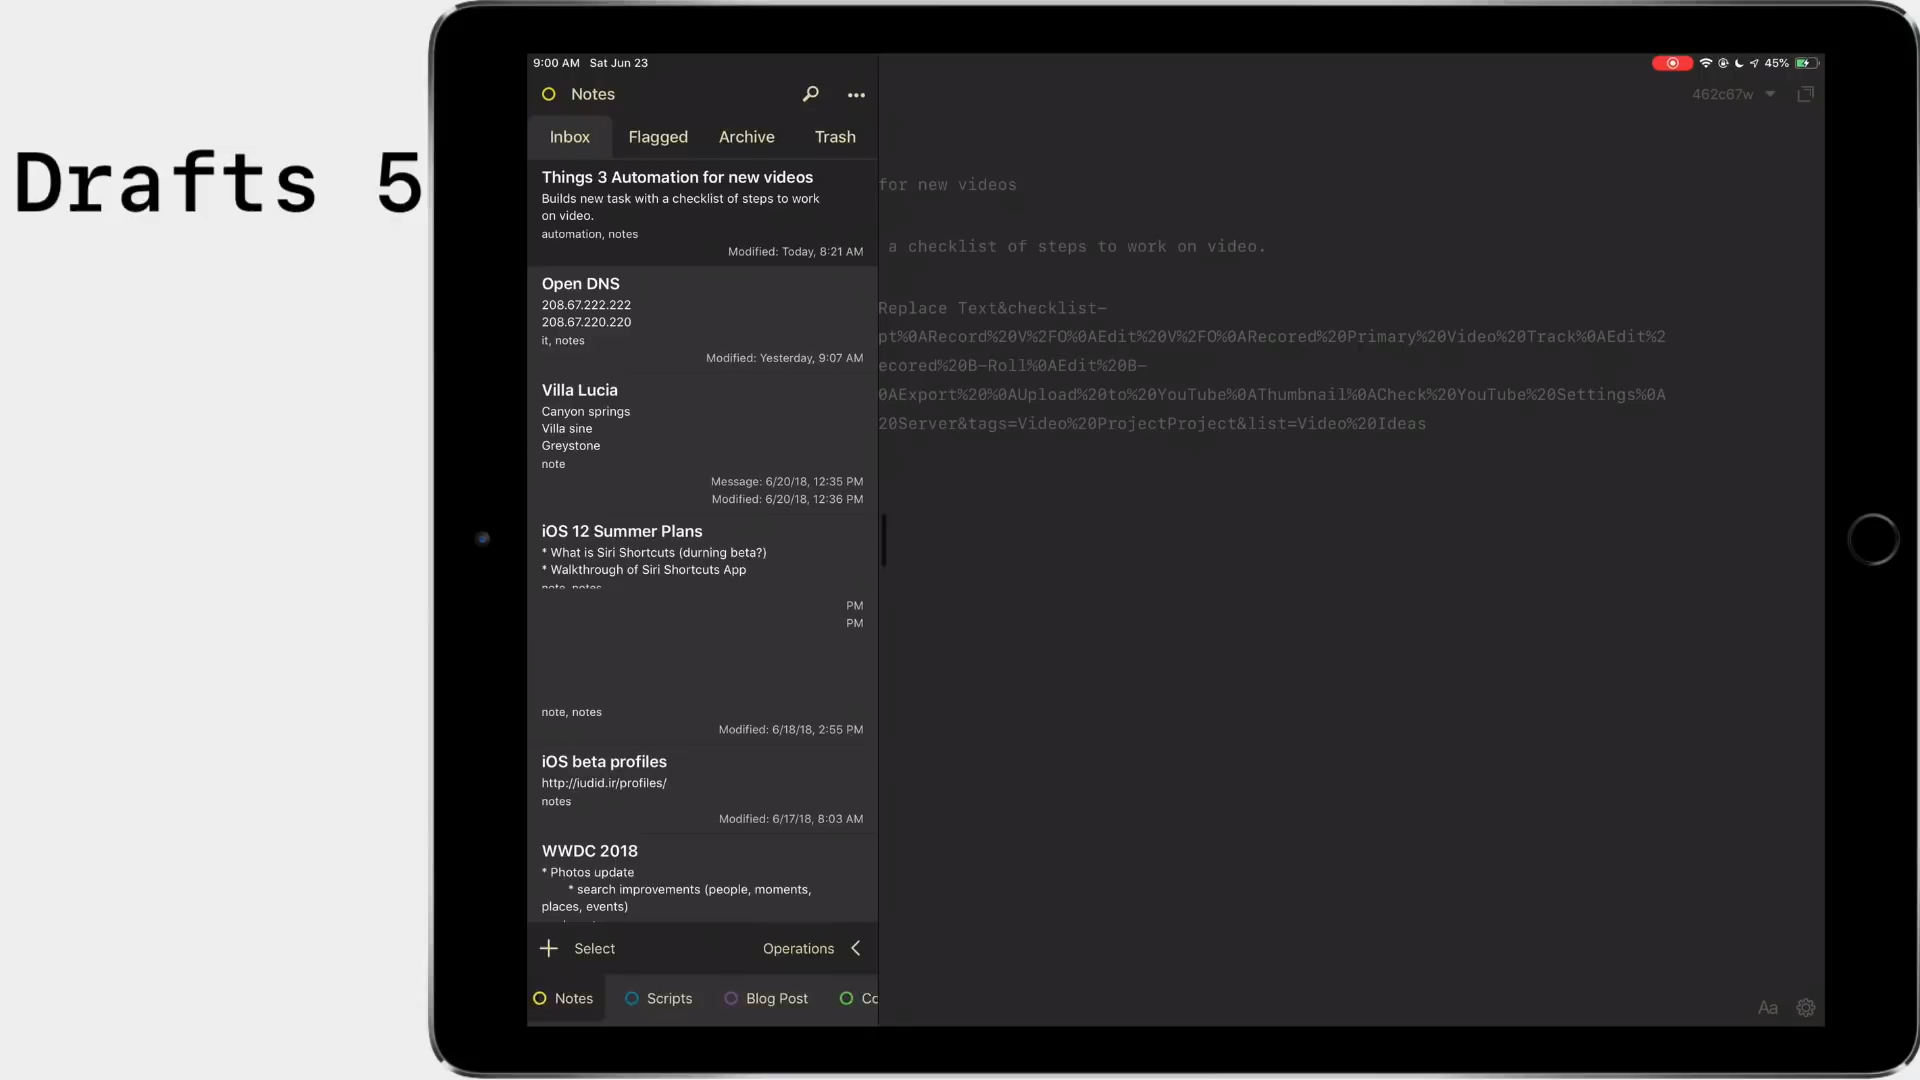 Drafts 5
9:00 AM Sat Jun 23
45%
Notes
462c67w
Inbox Flagged Archive Trash
Things 3 Automation for new videos
Builds new task with a checklist of steps to work
on video.
automation, notes
Modified: Today, 8:21 AM
Open DNS
208.67.222.222
208.67.220.220
it, notes
Modified: Yesterday, 9:07 AM
Villa Lucia
Canyon springs
Villa sine
Greystone
note
Message: 6/20/18, 12:35 PM
Modified: 6/20/18, 12:36 PM
iOS 12 Summer Plans
* What is Siri Shortcuts (durning beta?)
* Walkthrough of Siri Shortcuts App
note, notes
PM
PM
note, notes
Modified: 6/18/18, 2:55 PM
iOS beta profiles
http://iudid.ir/profiles/
notes
Modified: 6/17/18, 8:03 AM
WWDC 2018
* Photos update
* search improvements (people, moments,
places, events)
Select Operations
Notes Scripts Blog Post Co
for new videos
a checklist of steps to work on video.
Replace Text&checklist-
pt%0ARecord%20V%2FO%0AEdit%20V%2FO%0ARecored%20Primary%20Video%20Track%0AEdit%2
ecored%20B-Roll%0AEdit%20B-
0AExport%20%0AUpload%20to%20YouTube%0AThumbnail%0ACheck%20YouTube%20Settings%0A
20Server&tags=Video%20ProjectProject&list=Video%20Ideas
Aa